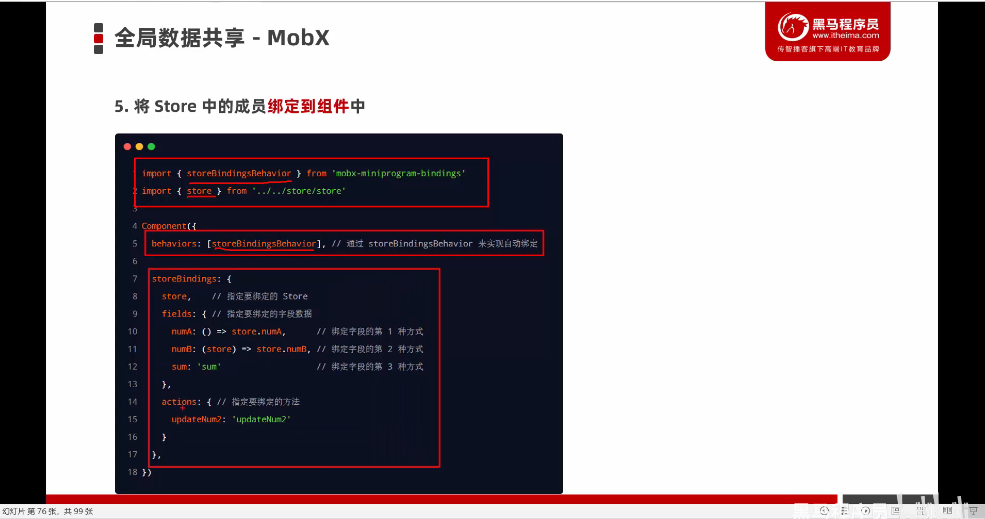 全局数据共享 - MobX
黑马程序员
www.itheima.com
传智播客旗下高端IT教育品牌
5. 将 Store 中的成员绑定到组件中
import { storeBindingsBehavior } from 'mobx-miniprogram-bindings'
2 import { store } from '../../store/store'
3
4 Component({
5 behaviors: [storeBindingsBehavior], // 通过 storeBindingsBehavior 来实现自动绑定
6
7 storeBindings: {
8 store, // 指定要绑定的 Store
9 fields: { // 指定要绑定的字段数据
10 numA: () => store.numA, // 绑定字段的第 1 种方式
11 numB: (store) => store.numB, // 绑定字段的第 2 种方式
12 sum: 'sum' // 绑定字段的第 3 种方式
13 },
14 actions: { // 指定要绑定的方法
15 updateNum2: 'updateNum2'
16 }
17 },
18 })
幻灯片 第 76 张，共 99 张